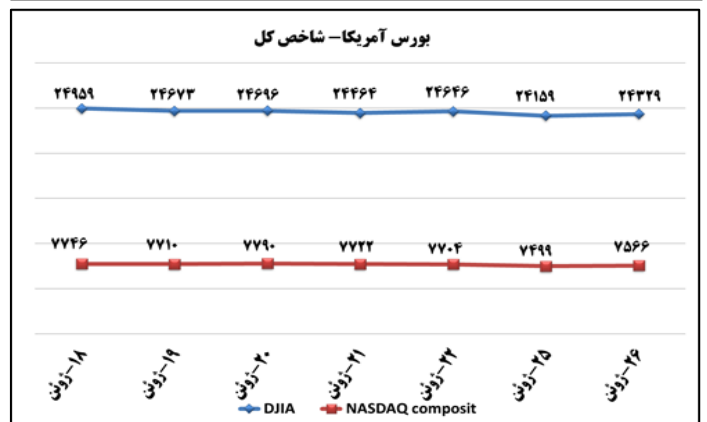 بورس آمریکا– شاخص کل
۲۴۹۵۹ ۲۴۶۷۳ ۲۴۶۹۶ ۲۴۴۶۴ ۲۴۶۴۶ ۲۴۱۵۹ ۲۴۳۲۹
۷۷۴۶ ۷۷۱۰ ۷۷۹۰ ۷۷۲۲ ۷۷۰۴ ۷۴۹۹ ۷۵۶۶
۱۸-ژوئن ۱۹-ژوئن ۲۰-ژوئن ۲۱-ژوئن ۲۲-ژوئن ۲۵-ژوئن ۲۶-ژوئن
DJIA NASDAQ composit